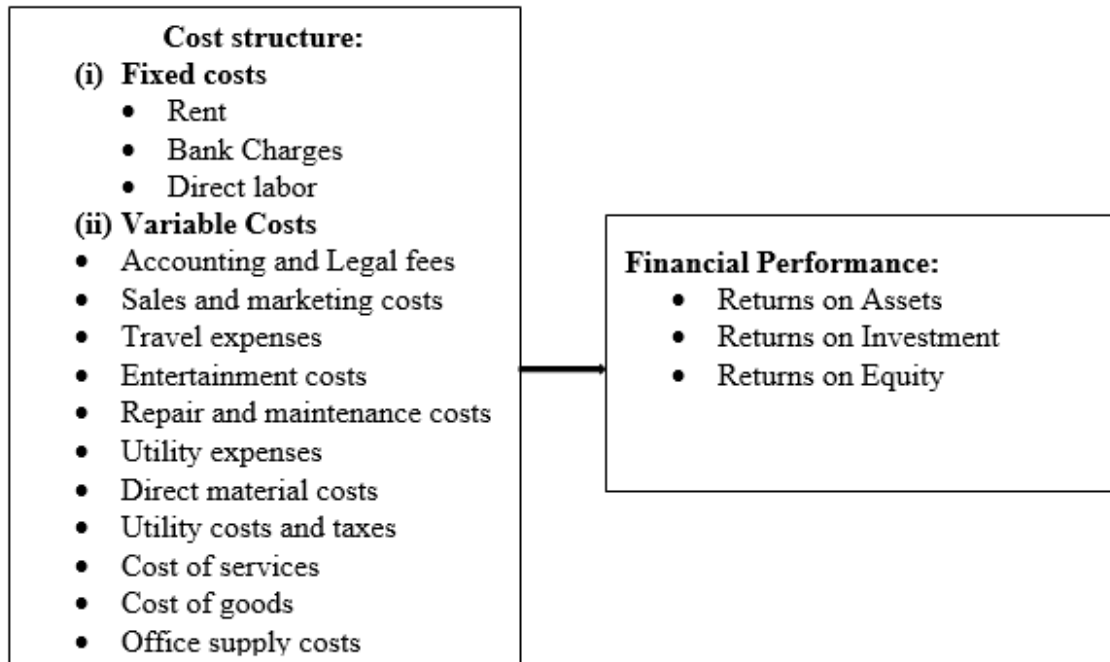 Cost structure:
(i) Fixed costs
• Rent
• Bank Charges
• Direct labor
(ii) Variable Costs
• Accounting and Legal fees
• Sales and marketing costs
• Travel expenses
• Entertainment costs
• Repair and maintenance costs
• Utility expenses
• Direct material costs
• Utility costs and taxes
• Cost of services
• Cost of goods
• Office supply costs
Financial Performance:
• Returns on Assets
• Returns on Investment
• Returns on Equity